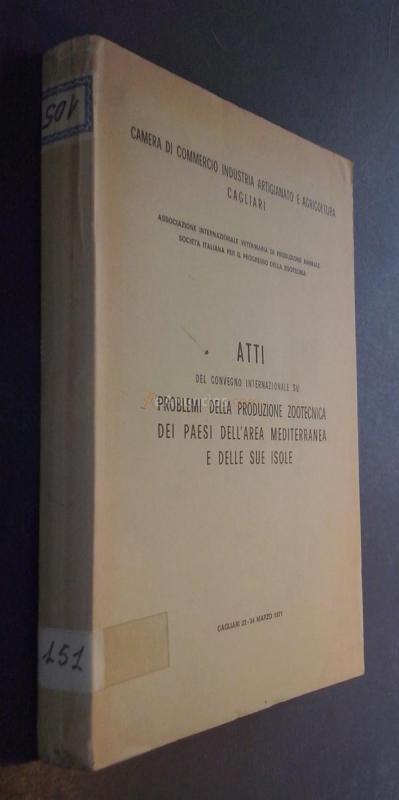 105
CAMERA DI COMMERCIO INDUSTRIA ARTIGIANATO E AGRICOLTURA
CAGLIARI
ASSOCIAZIONE INTERNAZIONALE VETERINARIA DI PRODUZIONE ANIMALE
SOCIETÀ ITALIANA PER IL PROGRESSO DELLA ZOOTECNICA
ATTI
DEL CONVEGNO INTERNAZIONALE SU:
PROBLEMI DELLA PRODUZIONE ZOOTECNICA
DEI PAESI DELL'AREA MEDITERRANEA
E DELLE SUE ISOLE
CAGLIARI 22-24 MARZO 1971
151